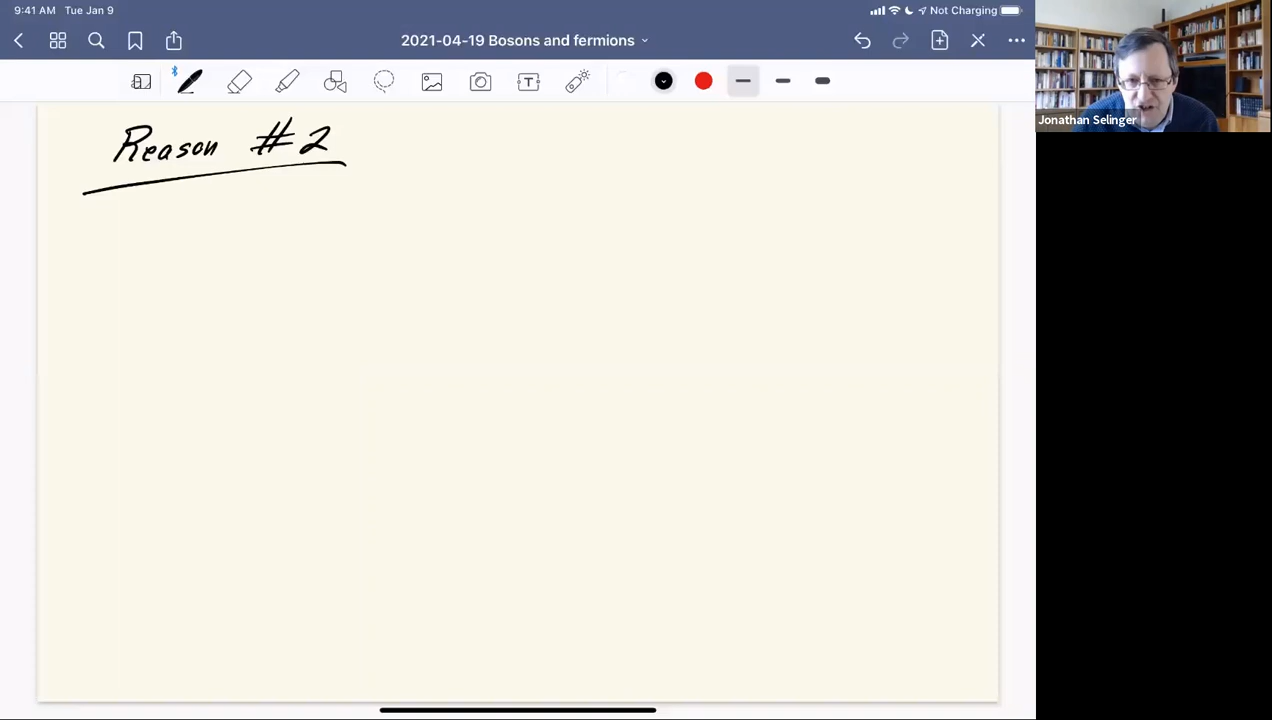 9:41 AM Tue Jan 9
Not Charging
2021-04-19 Bosons and fermions
T
Jonathan Selinger
Reason #2